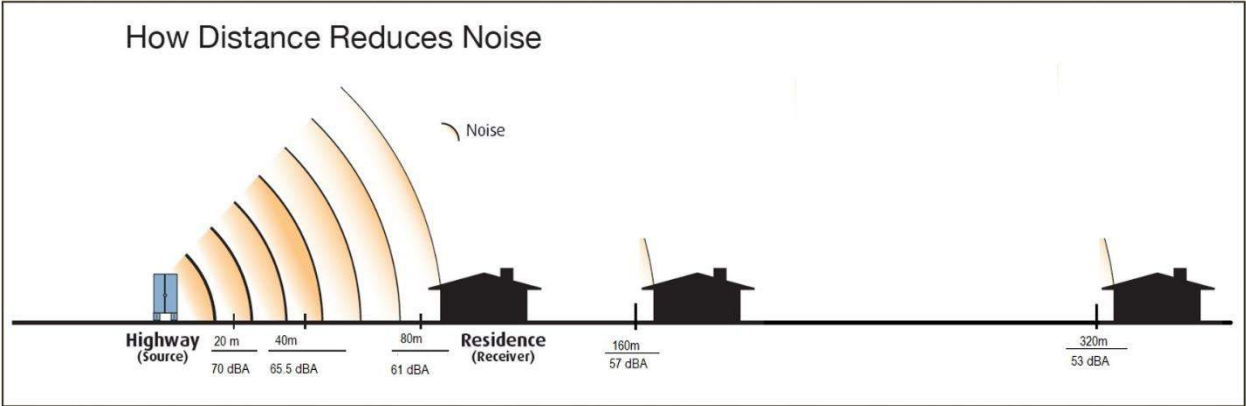 How Distance Reduces Noise
Noise
Highway
(Source)
20 m
70 dBA
40m
65.5 dBA
80m
61 dBA
Residence
(Receiver)
160m
57 dBA
320m
53 dBA